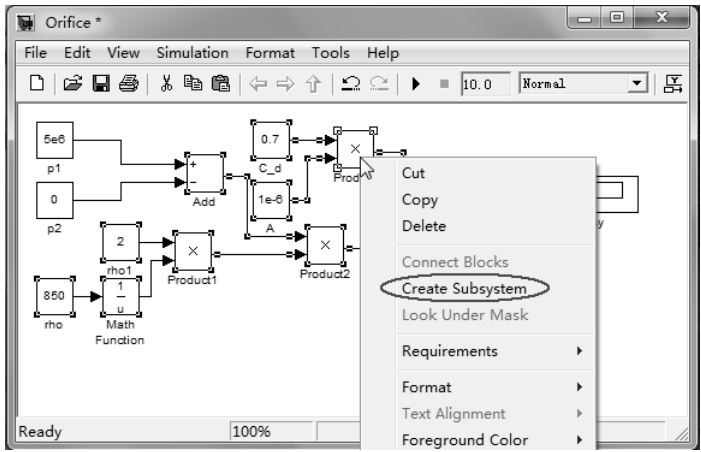 Orifice *
File Edit View Simulation Format Tools Help
10.0 Normal
5e6
p1
0
p2
+
−
Add
0.7
C_d
1e-6
A
×
2
rho1
×
Product1
×
Product2
850
rho
1
u
Math
Function
Cut
Copy
Delete
Connect Blocks
Create Subsystem
Look Under Mask
Requirements
Format
Text Alignment
Foreground Color
Ready 100%